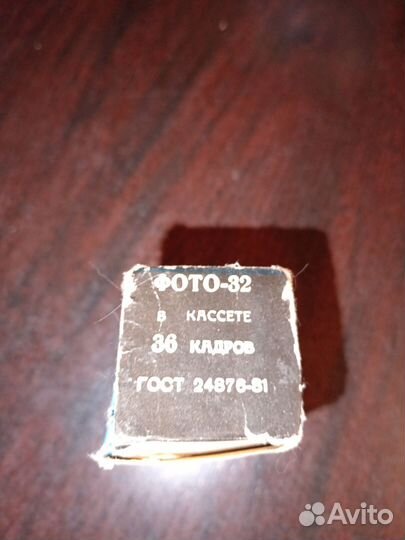 ФОТО-32
В КАССЕТЕ
36 КАДРОВ
ГОСТ 24876-81
Avito